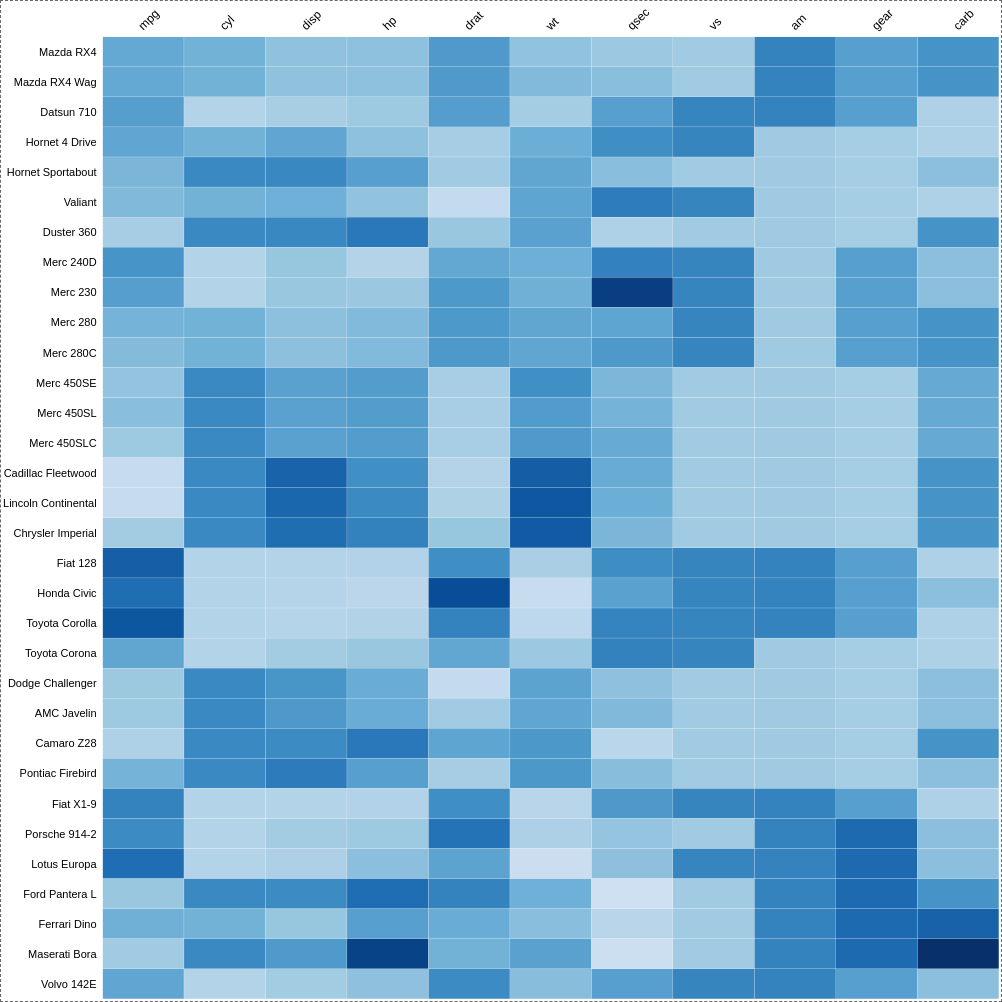 mpg cyl disp hp drat wt qsec vs am gear carb
Mazda RX4
Mazda RX4 Wag
Datsun 710
Hornet 4 Drive
Hornet Sportabout
Valiant
Duster 360
Merc 240D
Merc 230
Merc 280
Merc 280C
Merc 450SE
Merc 450SL
Merc 450SLC
Cadillac Fleetwood
Lincoln Continental
Chrysler Imperial
Fiat 128
Honda Civic
Toyota Corolla
Toyota Corona
Dodge Challenger
AMC Javelin
Camaro Z28
Pontiac Firebird
Fiat X1-9
Porsche 914-2
Lotus Europa
Ford Pantera L
Ferrari Dino
Maserati Bora
Volvo 142E